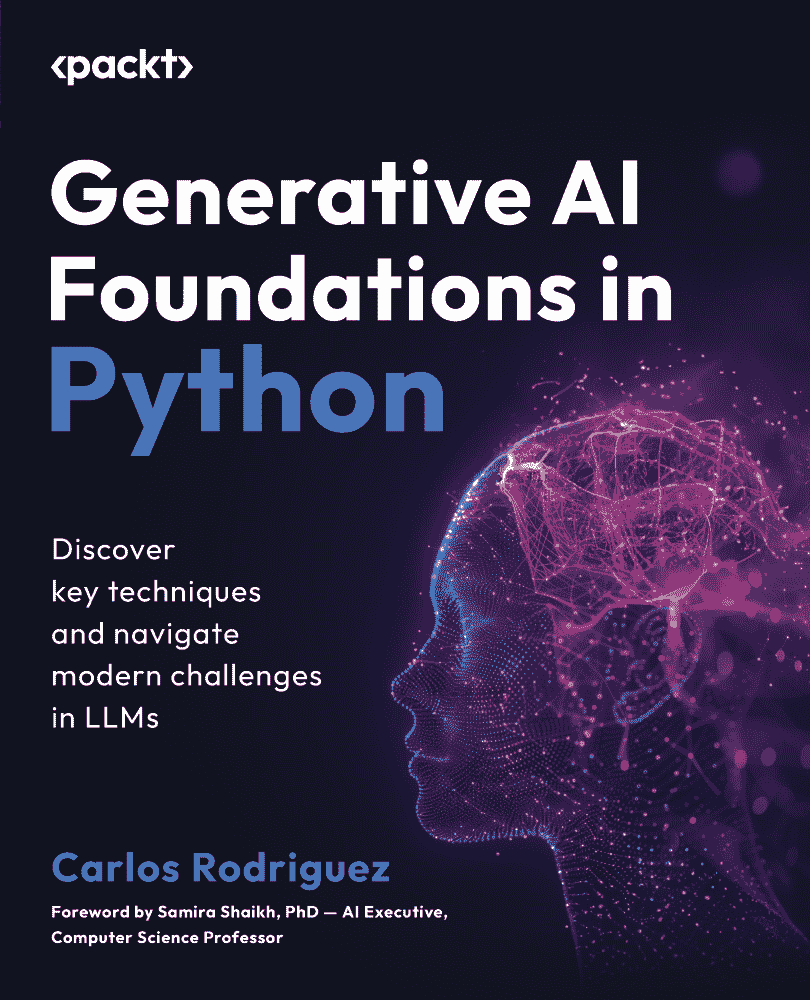 <packt>
Generative AI
Foundations in
Python
Discover
key techniques
and navigate
modern challenges
in LLMs
Carlos Rodriguez
Foreword by Samira Shaikh, PhD — AI Executive,
Computer Science Professor